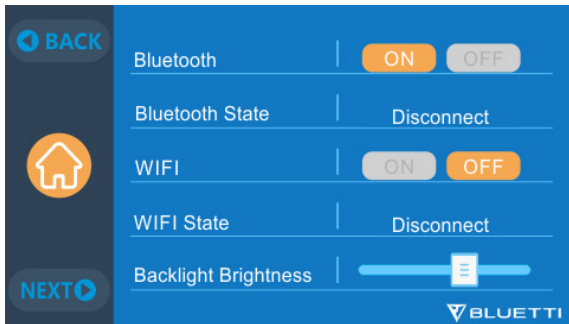 BACK
Bluetooth ON OFF
Bluetooth State Disconnect
WIFI ON OFF
WIFI State Disconnect
Backlight Brightness
NEXT
BLUETTI